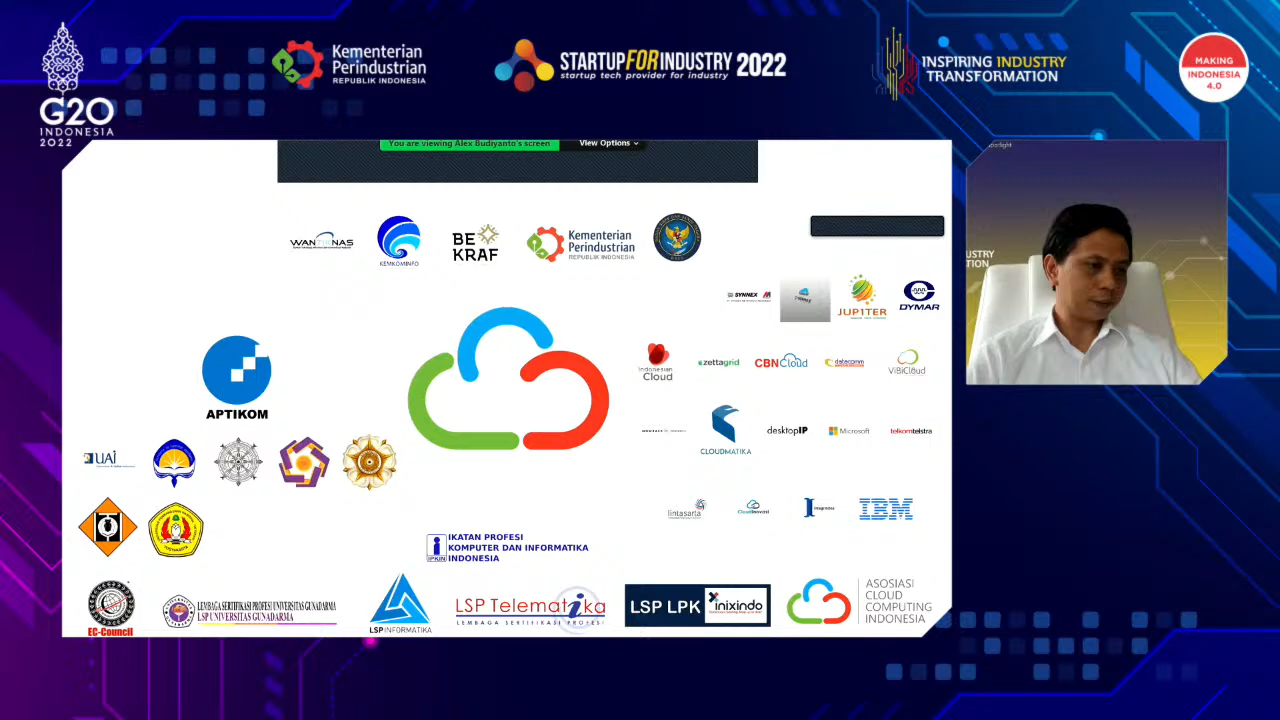 G20
INDONESIA
2022
Kementerian
Perindustrian
REPUBLIK INDONESIA
STARTUPFORINDUSTRY 2022
startup tech provider for industry
INSPIRING INDUSTRY
TRANSFORMATION
MAKING
INDONESIA
4.0
You are viewing Alex Budiyanto's screen
View Options
USTRY
TION
WANTIKNAS
KEMKOMINFO
BE
KRAF
Kementerian
Perindustrian
REPUBLIK INDONESIA
SYNNEX
JUP1TER
DYMAR
APTIKOM
Indonesian
Cloud
zettagrid
CBNCloud
datacomm
ViBiCloud
CLOUDMATIKA
desktopIP
Microsoft
telkomtelstra
UAI
lintasarta
CloudInovasi
IBM
IPKIN
IKATAN PROFESI
KOMPUTER DAN INFORMATIKA
INDONESIA
EC-Council
LEMBAGA SERTIFIKASI PROFESI UNIVERSITAS GUNADARMA
LSP UNIVERSITAS GUNADARMA
LSP INFORMATIKA
LSP Telematika
LEMBAGA SERTIFIKASI PROFESI
LSP LPK
inixindo
ASOSIASI
CLOUD
COMPUTING
INDONESIA